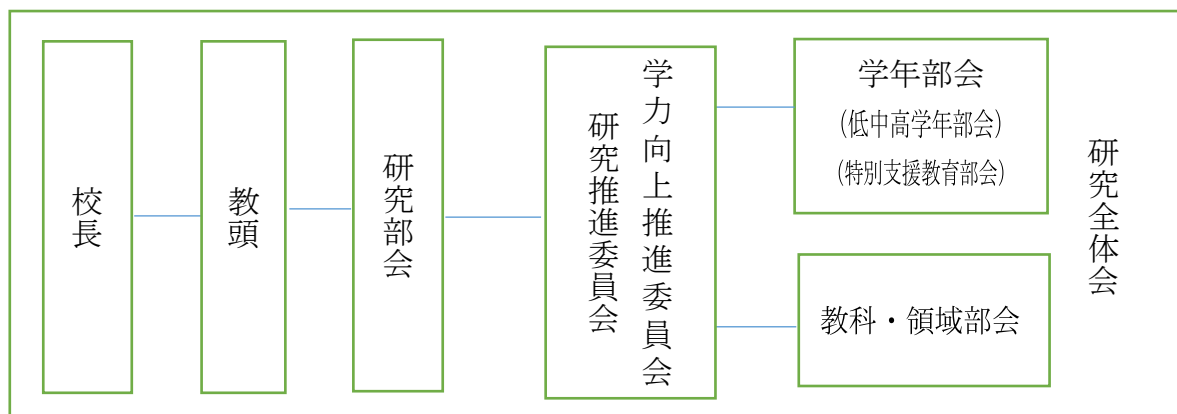 校長
教頭
研究部会
学力向上推進委員会
研究推進委員会
学年部会
(低中高学年部会)
(特別支援教育部会)
教科・領域部会
研究全体会